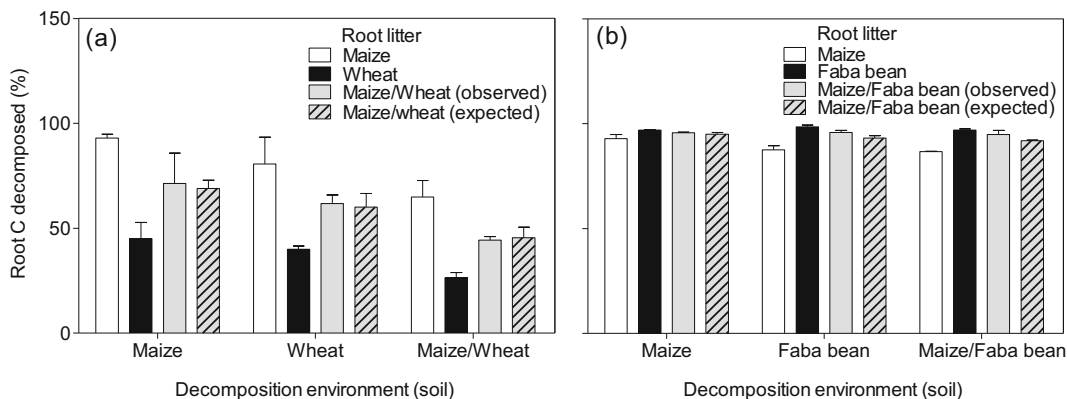 Root C decomposed (%)
150
100
50
0
(a)
Root litter
Maize
Wheat
Maize/Wheat (observed)
Maize/wheat (expected)
Maize
Wheat
Maize/Wheat
Decomposition environment (soil)
(b)
Root litter
Maize
Faba bean
Maize/Faba bean (observed)
Maize/Faba bean (expected)
Maize
Faba bean
Maize/Faba bean
Decomposition environment (soil)